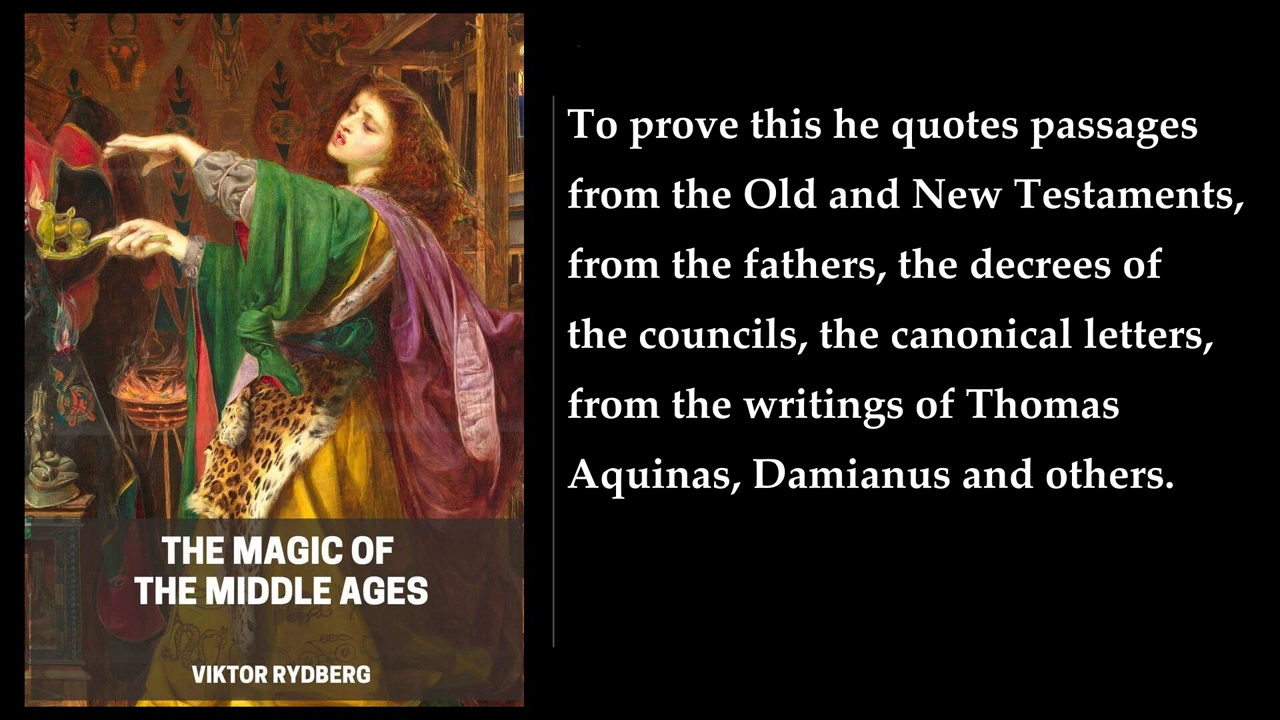 THE MAGIC OF
THE MIDDLE AGES
VIKTOR RYDBERG
To prove this he quotes passages
from the Old and New Testaments,
from the fathers, the decrees of
the councils, the canonical letters,
from the writings of Thomas
Aquinas, Damianus and others.